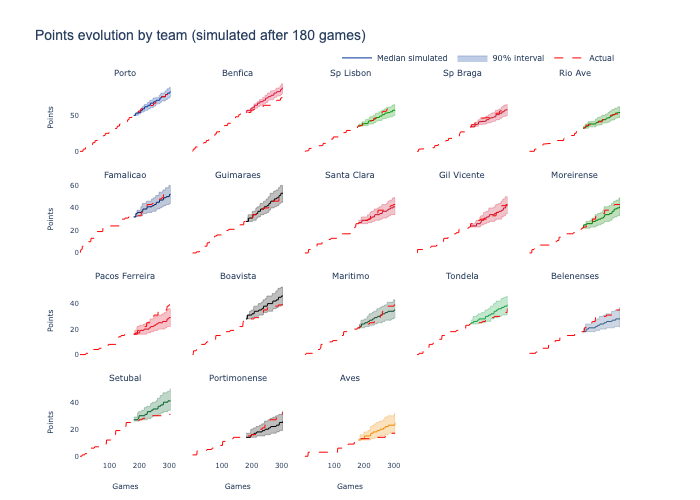 Points evolution by team (simulated after 180 games)
Median simulated 90% interval Actual
Porto Benfica Sp Lisbon Sp Braga Rio Ave
Points
50
0
Famalicao Guimaraes Santa Clara Gil Vicente Moreirense
Points
60
40
20
0
Pacos Ferreira Boavista Maritimo Tondela Belenenses
Points
40
20
0
Setubal Portimonense Aves
Points
40
20
0
100 200 300 100 200 300 100 200 300
Games Games Games